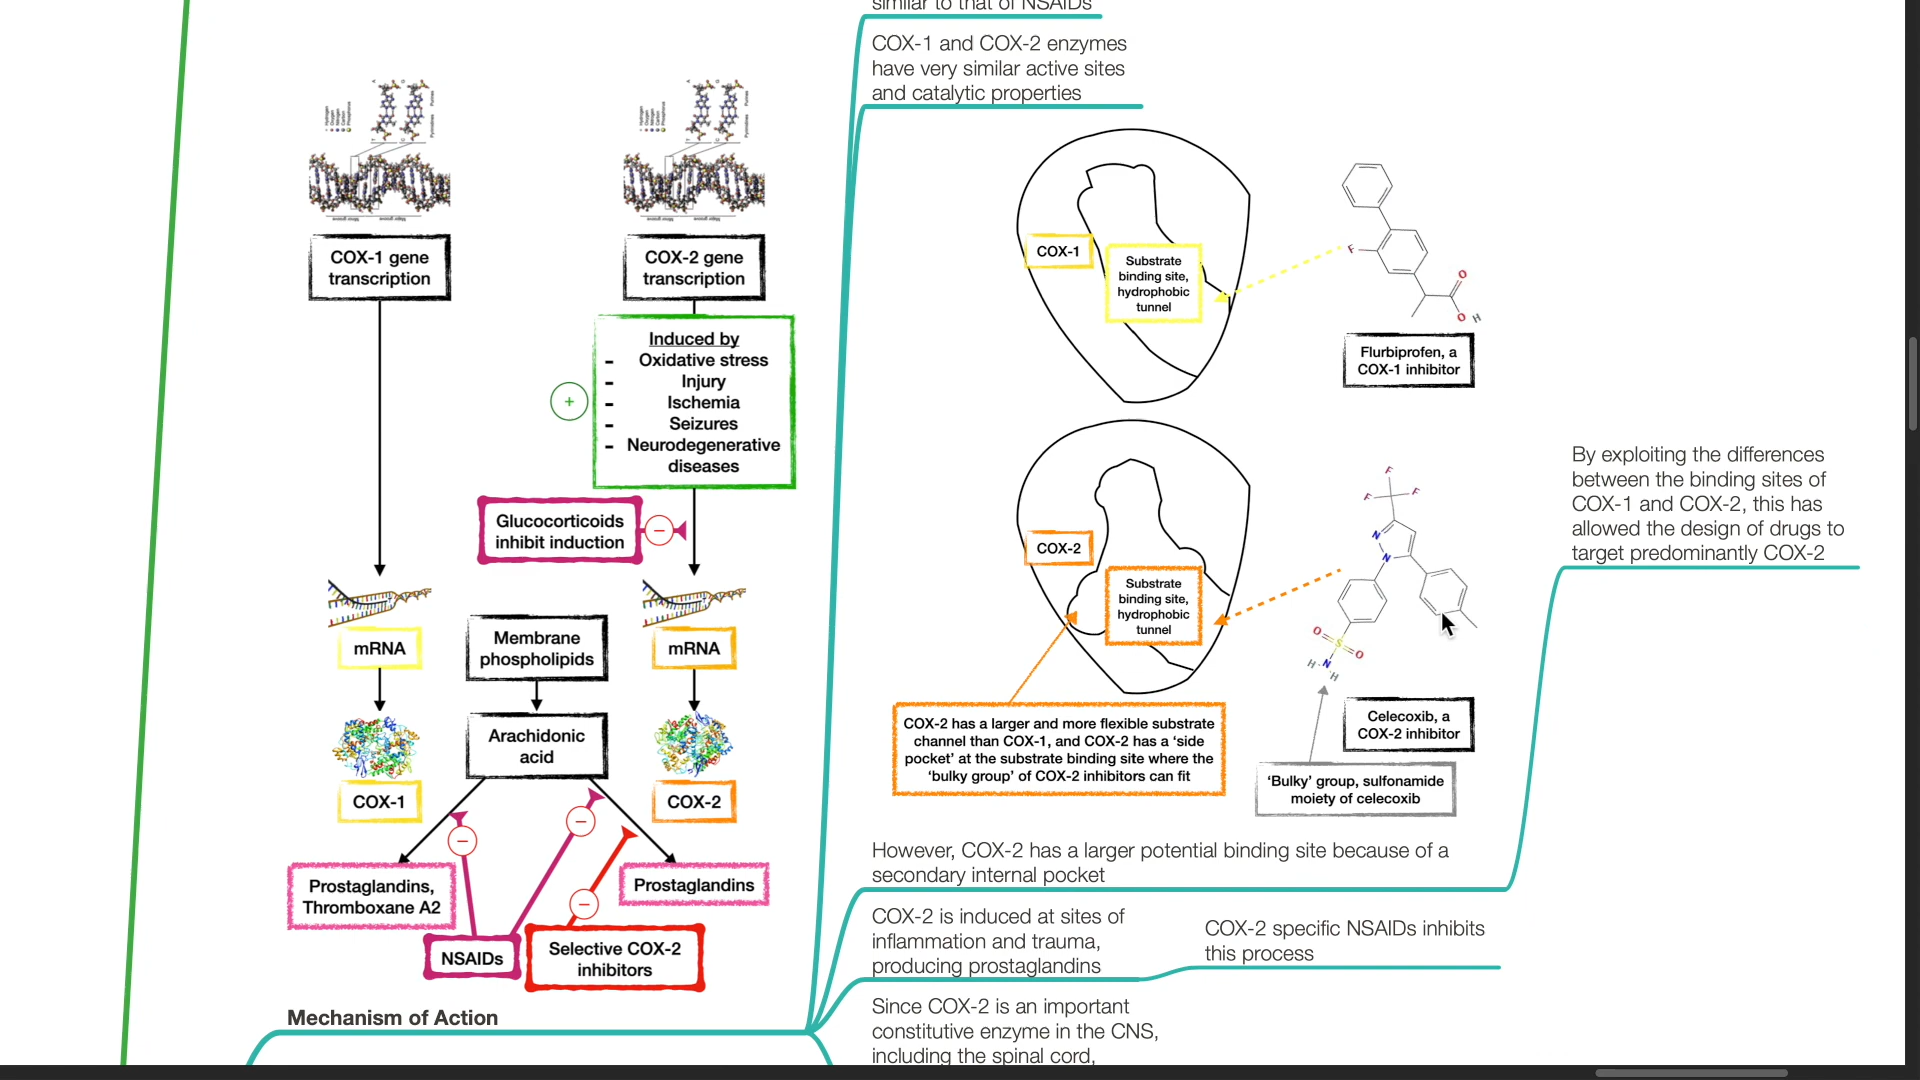 similar to that of NSAIDs
COX-1 and COX-2 enzymes
have very similar active sites
and catalytic properties
COX-1 gene
transcription
COX-2 gene
transcription
Induced by
- Oxidative stress
- Injury
- Ischemia
- Seizures
- Neurodegenerative
diseases
+
Glucocorticoids
inhibit induction
−
mRNA
Membrane
phospholipids
mRNA
Arachidonic
acid
COX-1
COX-2
−
−
−
Prostaglandins,
Thromboxane A2
Prostaglandins
NSAIDs
Selective COX-2
inhibitors
Mechanism of Action
COX-1
Substrate
binding site,
hydrophobic
tunnel
F
O
O
H
Flurbiprofen, a
COX-1 inhibitor
COX-2
Substrate
binding site,
hydrophobic
tunnel
F
F
F
N
N
O
S
O
H
N
H
COX-2 has a larger and more flexible substrate
channel than COX-1, and COX-2 has a ‘side
pocket’ at the substrate binding site where the
‘bulky group’ of COX-2 inhibitors can fit
Celecoxib, a
COX-2 inhibitor
‘Bulky’ group, sulfonamide
moiety of celecoxib
By exploiting the differences
between the binding sites of
COX-1 and COX-2, this has
allowed the design of drugs to
target predominantly COX-2
However, COX-2 has a larger potential binding site because of a
secondary internal pocket
COX-2 is induced at sites of
inflammation and trauma,
producing prostaglandins
COX-2 specific NSAIDs inhibits
this process
Since COX-2 is an important
constitutive enzyme in the CNS,
including the spinal cord,